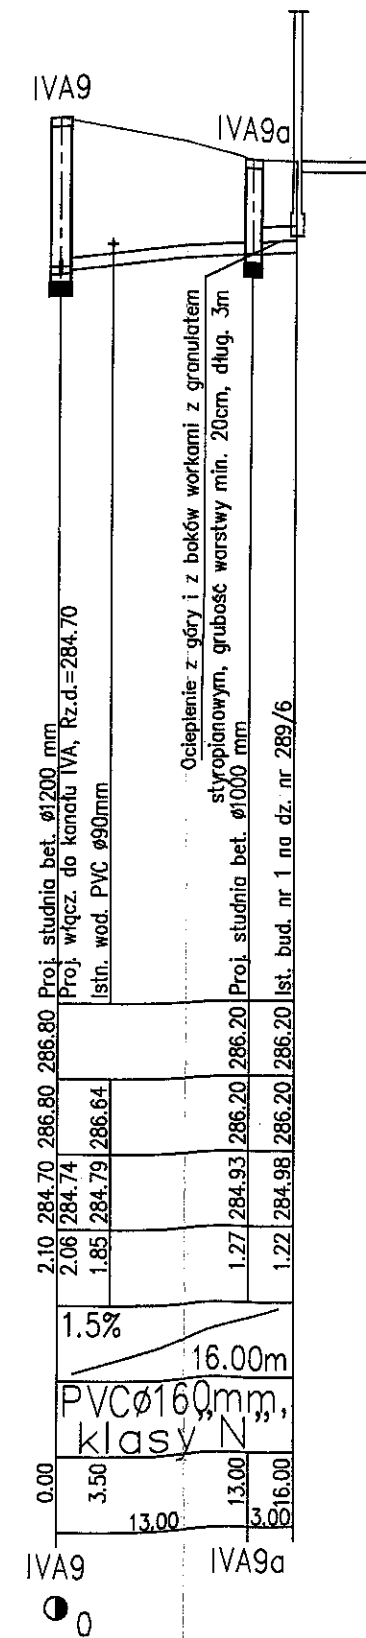 IVA9
IVA9a
Ocieplenie z góry i z boków workami z granulatem
styropianowym, grubość warstwy min. 20cm, dług. 3m
Proj. studnia bet. ø1200 mm
Proj. włącz. do kanału IVA, Rz.d.=284.70
Istn. wod. PVC ø90mm
Proj. studnia bet. ø1000 mm
Ist. bud. nr 1 na dz. nr 289/6
286.80
286.20
286.20
286.80
286.64
286.20
286.20
284.70
284.74
284.79
284.93
284.98
2.10
2.06
1.85
1.27
1.22
1.5%
16.00m
PVCø160mm,
klasy „N”
0.00
3.50
13.00
16.00
13.00
3.00
IVA9
IVA9a
0